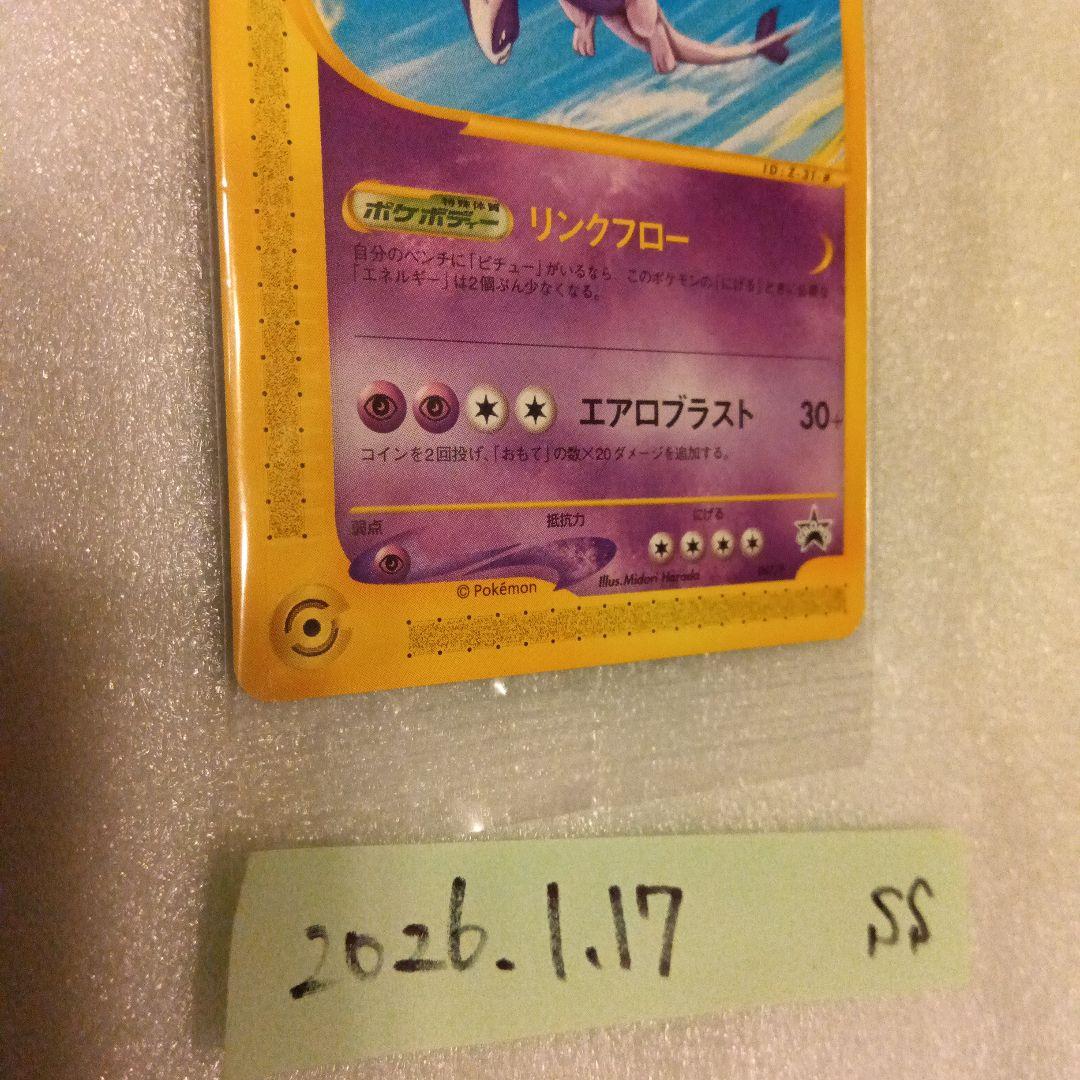 ID:Z-31-#
特殊体質
ポケボディー
リンクフロー
自分のベンチに「ピチュー」がいるなら、このポケモンの「にげる」ときに必要な
「エネルギー」は2個ぶん少なくなる。
エアロブラスト 30+
コインを2回投げ、「おもて」の数×20ダメージを追加する。
弱点 抵抗力 にげる
© Pokémon Illus.Midori Harada
2026.1.17 SS